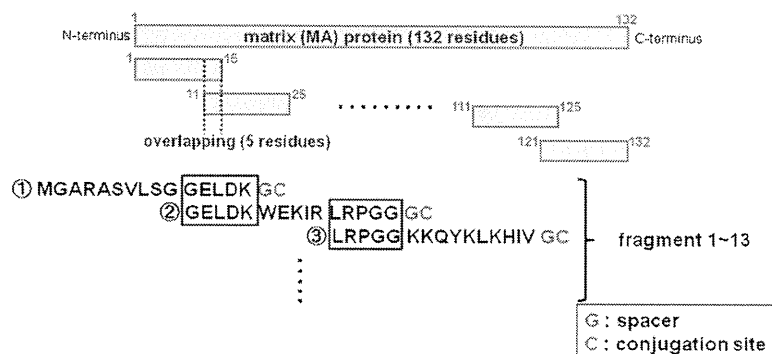 1 132
N-terminus matrix (MA) protein (132 residues) C-terminus
1 15
11 25 111 125
121 132
overlapping (5 residues)
① MGARASVLSG GELDK GC
② GELDK WEKIR LRPGG GC
③ LRPGG KKQYKLKHIV GC
fragment 1~13
G : spacer
C : conjugation site